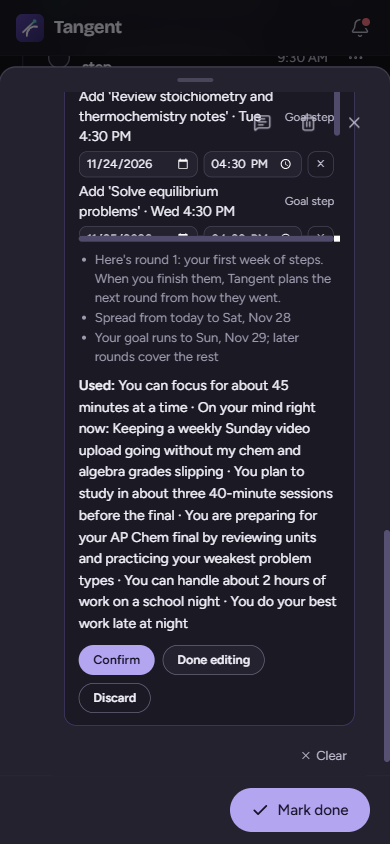 Tangent
step
9:30 AM
Add 'Review stoichiometry and
thermochemistry notes' · Tue
4:30 PM
Goal step
11/24/2026
04:30 PM
Add 'Solve equilibrium
problems' · Wed 4:30 PM
Goal step
11/25/2026
04:30 PM
Here's round 1: your first week of steps.
When you finish them, Tangent plans the
next round from how they went.
Spread from today to Sat, Nov 28
Your goal runs to Sun, Nov 29; later
rounds cover the rest
Used: You can focus for about 45
minutes at a time · On your mind right
now: Keeping a weekly Sunday video
upload going without my chem and
algebra grades slipping · You plan to
study in about three 40-minute sessions
before the final · You are preparing for
your AP Chem final by reviewing units
and practicing your weakest problem
types · You can handle about 2 hours of
work on a school night · You do your best
work late at night
Confirm
Done editing
Discard
× Clear
Mark done